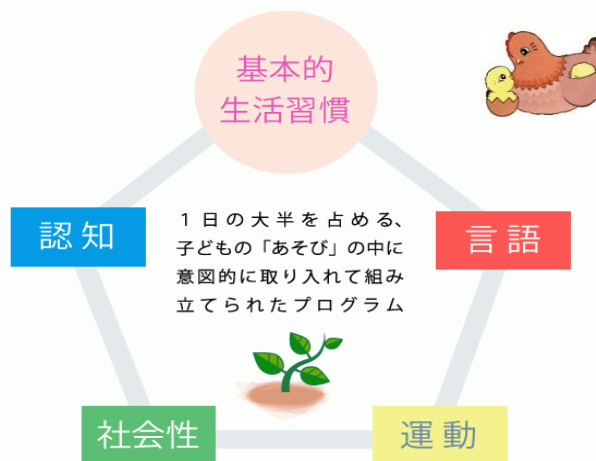 基本的
生活習慣
認知
1日の大半を占める、
子どもの「あそび」の中に
意図的に取り入れて組み
立てられたプログラム
言語
社会性
運動